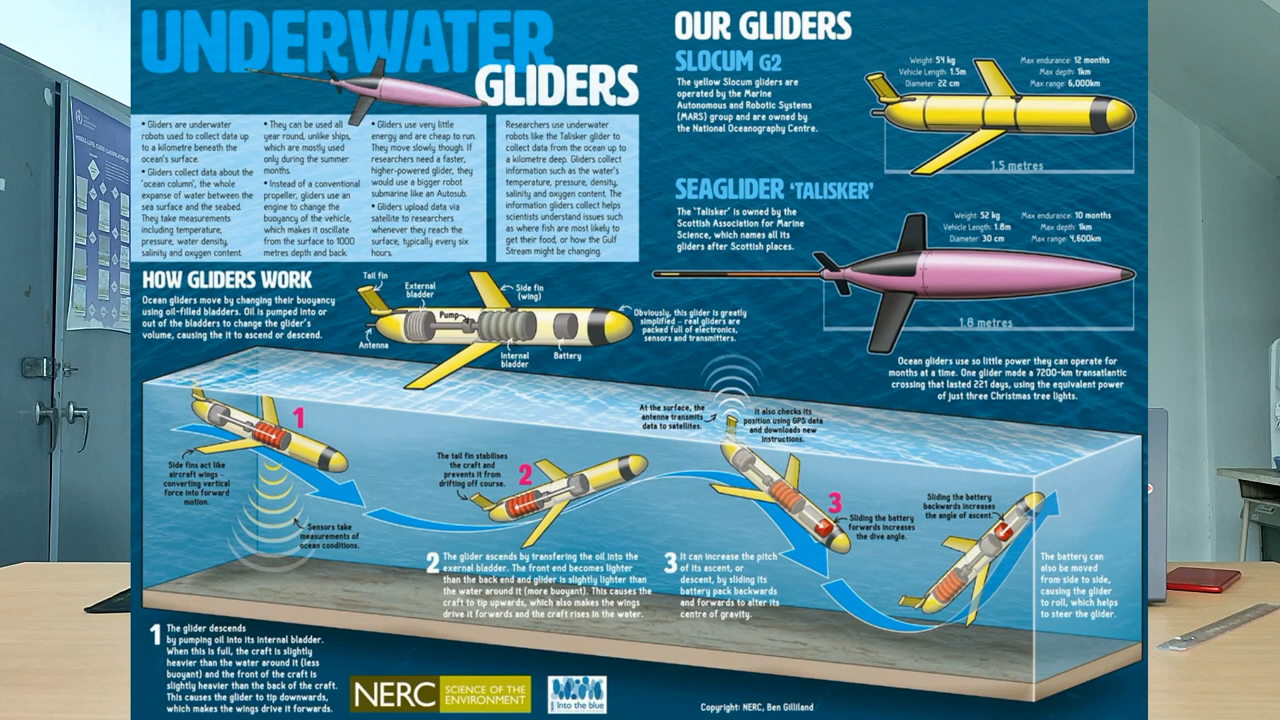 UNDERWATER
GLIDERS
• Gliders are underwater
robots used to collect data up
to a kilometre beneath the
ocean's surface.
• Gliders collect data about the
'ocean column', the whole
expanse of water between the
sea surface and the seabed.
They take measurements
including temperature,
pressure, water density,
salinity and oxygen content.
• They can be used all
year round, unlike ships,
which are mostly used
only during the summer
months.
• Instead of a conventional
propeller, gliders use an
engine to change the
buoyancy of the vehicle,
which makes it oscillate
from the surface to 1000
metres depth and back.
• Gliders use very little
energy and are cheap to run.
They move slowly though. If
researchers need a faster,
higher-powered glider, they
would use a bigger robot
submarine like an Autosub.
• Gliders upload data via
satellite to researchers
whenever they reach the
surface, typically every six
hours.
Researchers use underwater
robots like the Talisker glider to
collect data from the ocean up to
a kilometre deep. Gliders collect
information such as the water's
temperature, pressure, density,
salinity and oxygen content. The
information gliders collect helps
scientists understand issues such
as where fish are most likely to
get their food, or how the Gulf
Stream might be changing.
OUR GLIDERS
SLOCUM G2
The yellow Slocum gliders are
operated by the Marine
Autonomous and Robotic Systems
(MARS) group and are owned by
the National Oceanography Centre.
Weight: 54 kg
Vehicle Length: 1.5m
Diameter: 22 cm
Max endurance: 12 months
Max depth: 1km
Max range: 6,000km
1.5 metres
SEAGLIDER 'TALISKER'
The 'Talisker' is owned by the
Scottish Association for Marine
Science, which names all its
gliders after Scottish places.
Weight: 52 kg
Vehicle Length: 1.8m
Diameter: 30 cm
Max endurance: 10 months
Max depth: 1km
Max range: 4,600km
1.8 metres
Ocean gliders use so little power they can operate for
months at a time. One glider made a 7200-km transatlantic
crossing that lasted 221 days, using the equivalent power
of just three Christmas tree lights.
HOW GLIDERS WORK
Ocean gliders move by changing their buoyancy
using oil-filled bladders. Oil is pumped into or
out of the bladders to change the glider's
volume, causing the it to ascend or descend.
Tail fin
External
bladder
Pump
Side fin
(wing)
Antenna
Internal
bladder
Battery
Obviously, this glider is greatly
simplified – real gliders are
packed full of electronics,
sensors and transmitters.
1
Side fins act like
aircraft wings –
converting vertical
force into forward
motion.
Sensors take
measurements of
ocean conditions.
The tail fin stabilises
the craft and
prevents it from
drifting off course.
2
At the surface, the
antenna transmits
data to satellites.
It also checks its
position using GPS data
and downloads new
instructions.
3
Sliding the battery
forwards increases
the dive angle.
Sliding the battery
backwards increases
the angle of ascent.
2 The glider ascends by transfering the oil into the
exernal bladder. The front end becomes lighter
than the back end and glider is slightly lighter than
the water around it (more buoyant). This causes the
craft to tip upwards, which also makes the wings
drive it forwards and the craft rises in the water.
3 It can increase the pitch
of its ascent, or
descent, by sliding its
battery pack backwards
and forwards to alter its
centre of gravity.
The battery can
also be moved
from side to side,
causing the glider
to roll, which helps
to steer the glider.
1 The glider descends
by pumping oil into its internal bladder.
When this is full, the craft is slightly
heavier than the water around it (less
buoyant) and the front of the craft is
slightly heavier than the back of the craft.
This causes the glider to tip downwards,
which makes the wings drive it forwards.
NERC SCIENCE OF THE
ENVIRONMENT
Into the blue
Copyright: NERC, Ben Gilliland